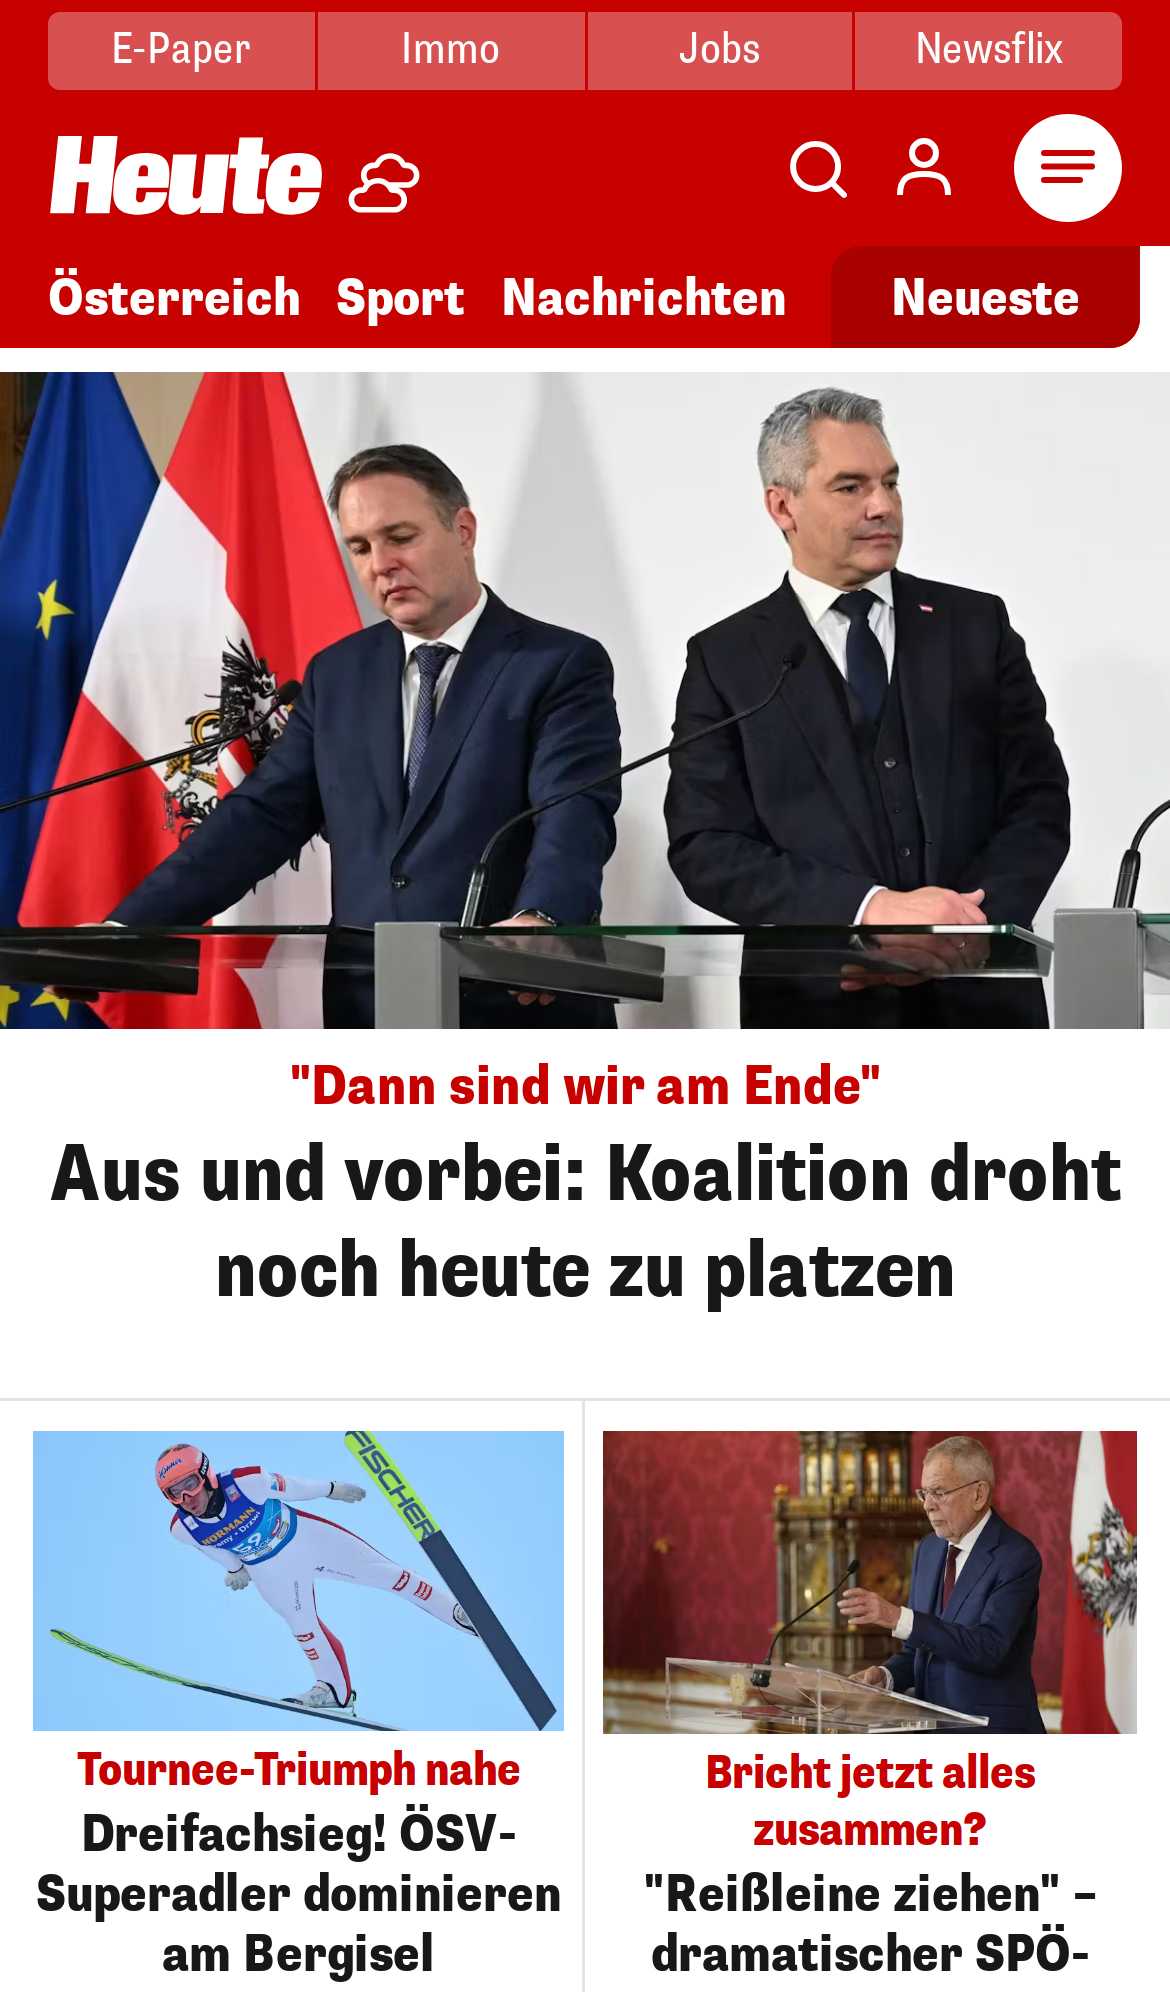 E-Paper
Immo
Jobs
Newsflix
Heute
Österreich
Sport
Nachrichten
Neueste
"Dann sind wir am Ende"
Aus und vorbei: Koalition droht
noch heute zu platzen
FISCHER
Tournee-Triumph nahe
Dreifachsieg! ÖSV-
Superadler dominieren
am Bergisel
Bricht jetzt alles
zusammen?
"Reißleine ziehen" –
dramatischer SPÖ-